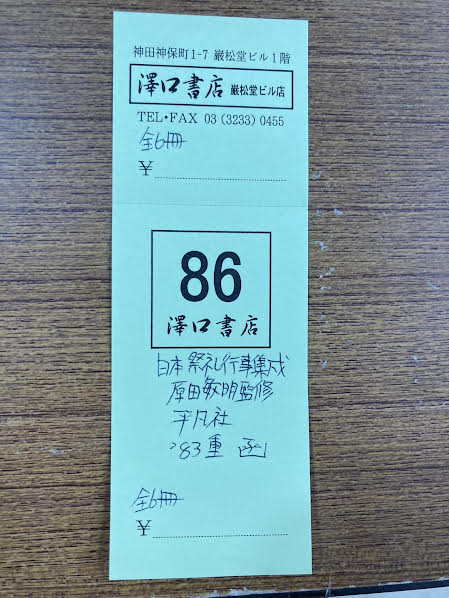 神田神保町1-7 巌松堂ビル1階
澤口書店 巌松堂ビル店
TEL・FAX 03(3233)0455
全6冊
¥
86
澤口書店
日本祭礼行事集成
原田敏明監修
平凡社
'83重 函
全6冊
¥